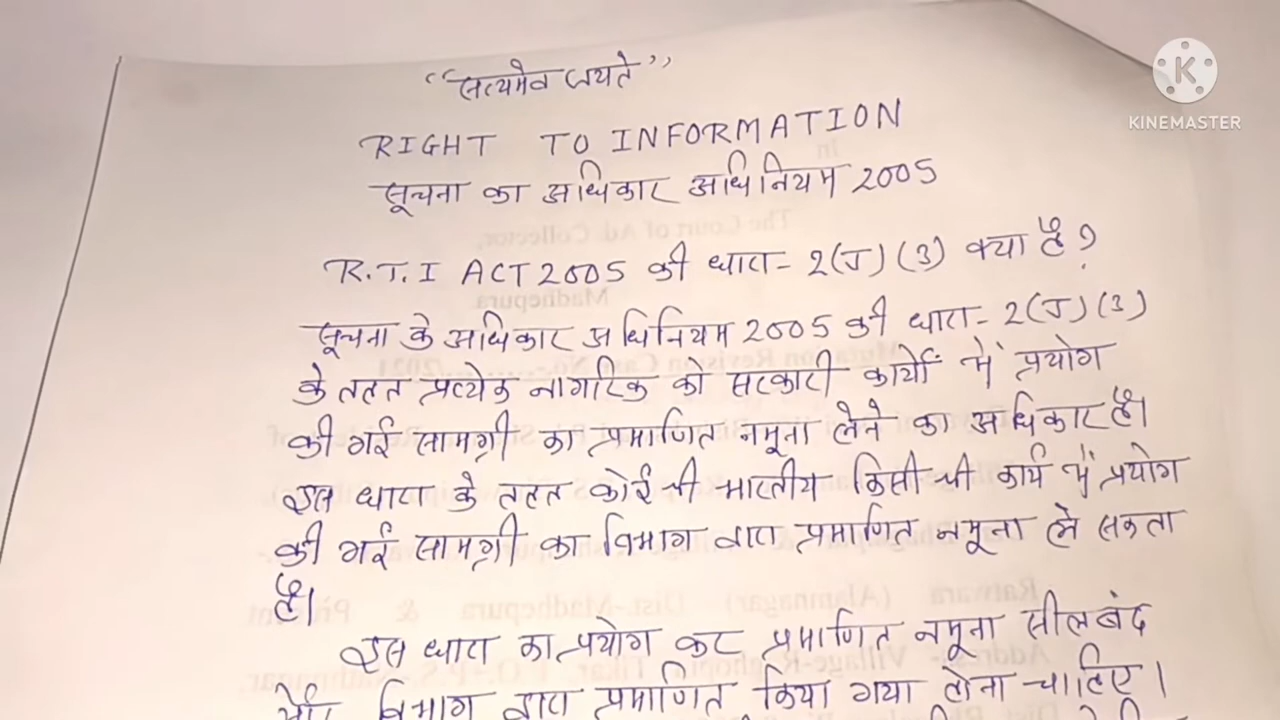 "सत्यमेव जयते"
RIGHT TO INFORMATION
सूचना का अधिकार अधिनियम 2005
R.T.I ACT 2005 की धारा- 2(J)(3) क्या है?
सूचना के अधिकार अधिनियम 2005 की धारा- 2(J)(3)
के तहत प्रत्येक नागरिक को सरकारी कार्यों में प्रयोग
की गई सामग्री का प्रमाणित नमूना लेने का अधिकार है।
इस धारा के तहत कोई भी भारतीय किसी भी कार्य में प्रयोग
की गई सामग्री का विभाग द्वारा प्रमाणित नमूना ले सकता
है।
इस धारा का प्रयोग कर प्रमाणित नमूना सीलबंद
और विभाग द्वारा प्रमाणित किया गया लेना चाहिए।
KINEMASTER